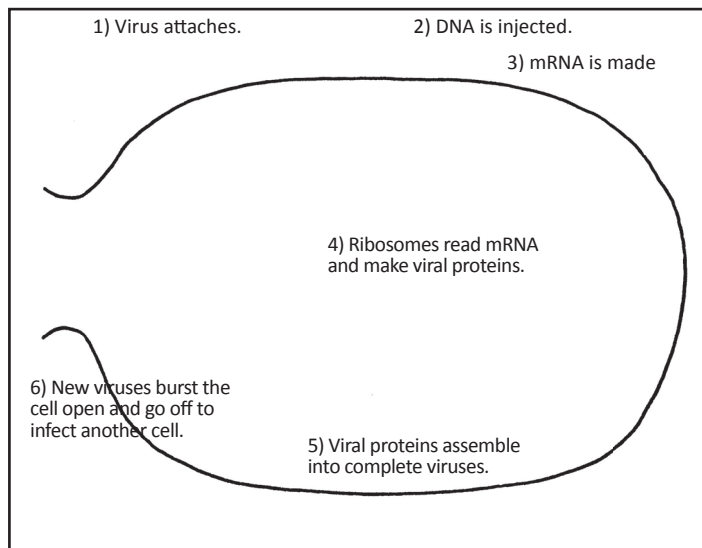 1) Virus attaches.
2) DNA is injected.
3) mRNA is made
4) Ribosomes read mRNA
and make viral proteins.
5) Viral proteins assemble
into complete viruses.
6) New viruses burst the
cell open and go off to
infect another cell.